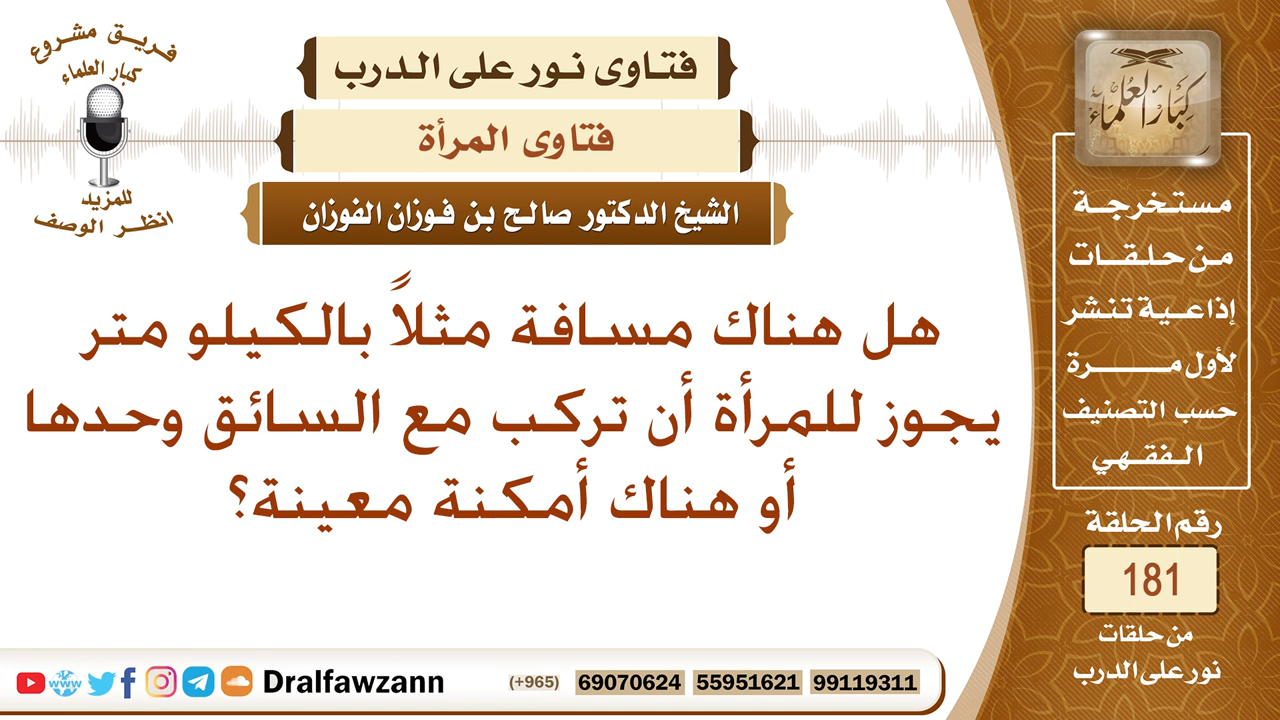 فريق مشروع
كبار العلماء
للمزيد
انظر الوصف
فتاوى نور على الدرب
فتاوى المرأة
الشيخ الدكتور صالح بن فوزان الفوزان
هل هناك مسافة مثلاً بالكيلو متر
يجوز للمرأة أن تركب مع السائق وحدها
أو هناك أمكنة معينة؟
كبار العلماء
مستخرجة
من حلقات
إذاعية تنشر
لأول مرة
حسب التصنيف
الفقهي
رقم الحلقة
181
من حلقات
نور على الدرب
www
Dralfawzann (+965) 69070624 55951621 99119311